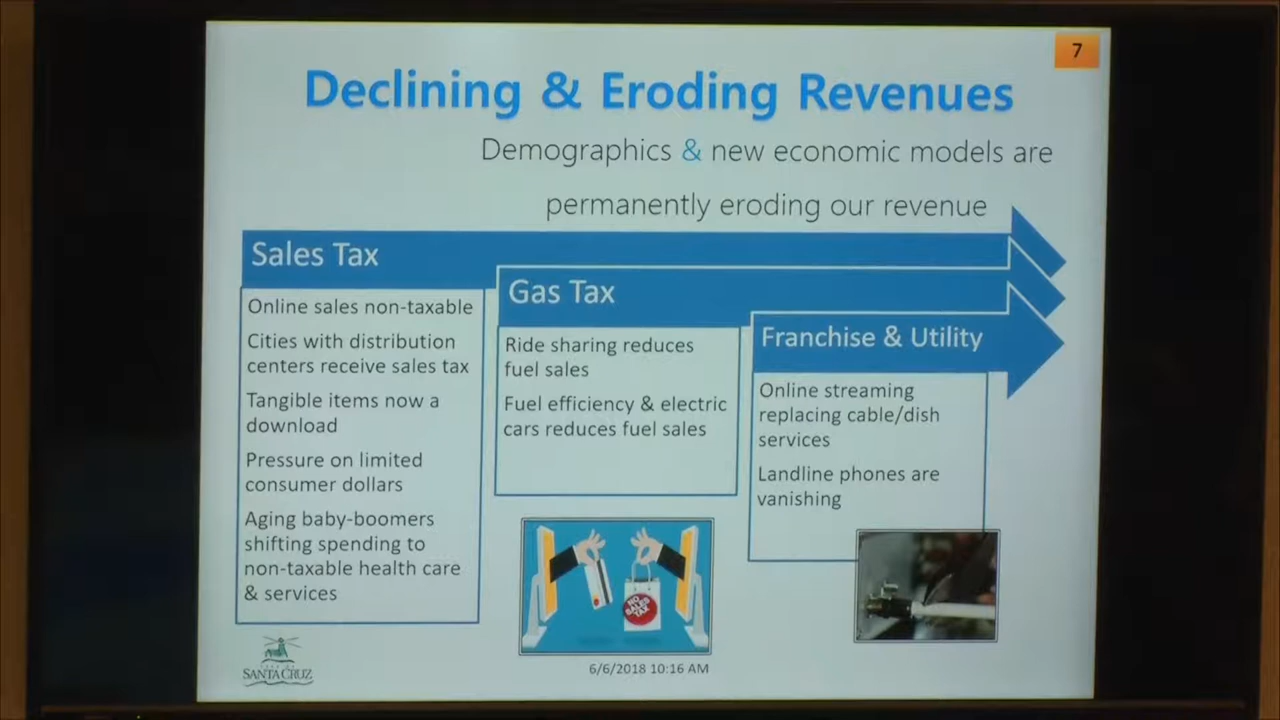 7
Declining & Eroding Revenues
Demographics & new economic models are
permanently eroding our revenue
Sales Tax
Online sales non-taxable
Cities with distribution
centers receive sales tax
Tangible items now a
download
Pressure on limited
consumer dollars
Aging baby-boomers
shifting spending to
non-taxable health care
& services
Gas Tax
Ride sharing reduces
fuel sales
Fuel efficiency & electric
cars reduces fuel sales
Franchise & Utility
Online streaming
replacing cable/dish
services
Landline phones are
vanishing
NO
SALES
TAX
SANTA CRUZ
6/6/2018 10:16 AM